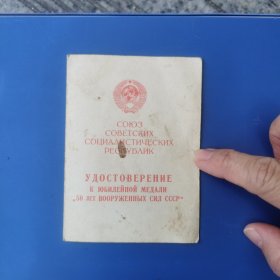 СОЮЗ
СОВЕТСКИХ
СОЦИАЛИСТИЧЕСКИХ
РЕСПУБЛИК
УДОСТОВЕРЕНИЕ
К ЮБИЛЕЙНОЙ МЕДАЛИ
„50 ЛЕТ ВООРУЖЕННЫХ СИЛ СССР“